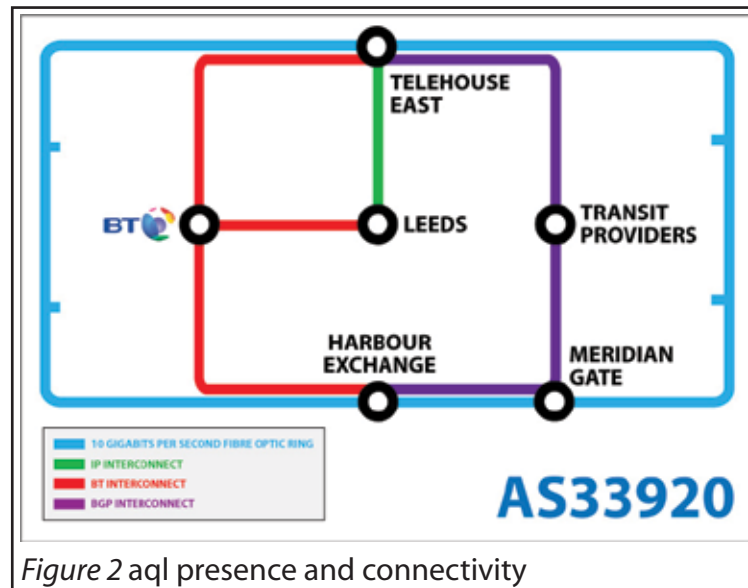 TELEHOUSE
EAST
BT
LEEDS
TRANSIT
PROVIDERS
HARBOUR
EXCHANGE
MERIDIAN
GATE
10 GIGABITS PER SECOND FIBRE OPTIC RING
IP INTERCONNECT
BT INTERCONNECT
BGP INTERCONNECT
AS33920
Figure 2 aql presence and connectivity